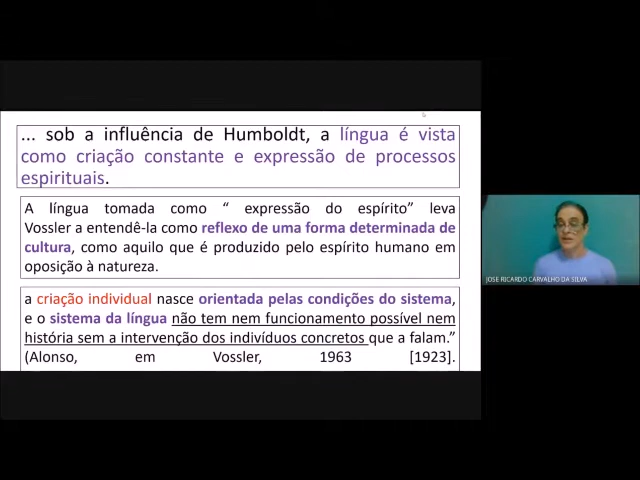 ... sob a influência de Humboldt, a língua é vista
como criação constante e expressão de processos
espirituais.
A língua tomada como “ expressão do espírito” leva
Vossler a entendê-la como reflexo de uma forma determinada de
cultura, como aquilo que é produzido pelo espírito humano em
oposição à natureza.
a criação individual nasce orientada pelas condições do sistema,
e o sistema da língua não tem nem funcionamento possível nem
história sem a intervenção dos indivíduos concretos que a falam.”
(Alonso, em Vossler, 1963 [1923].
JOSE RICARDO CARVALHO DA SILVA